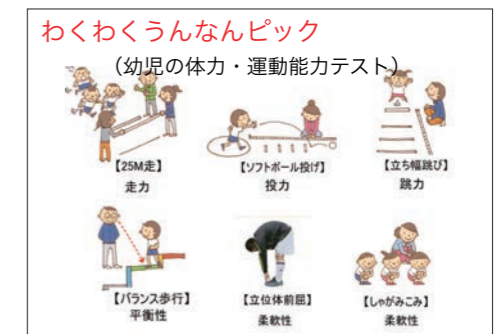 わくわくうんなんピック
（幼児の体力・運動能力テスト）
【25M走】
走力
【ソフトボール投げ】
投力
【立ち幅跳び】
跳力
【バランス歩行】
平衡性
【立位体前屈】
柔軟性
【しゃがみこみ】
柔軟性